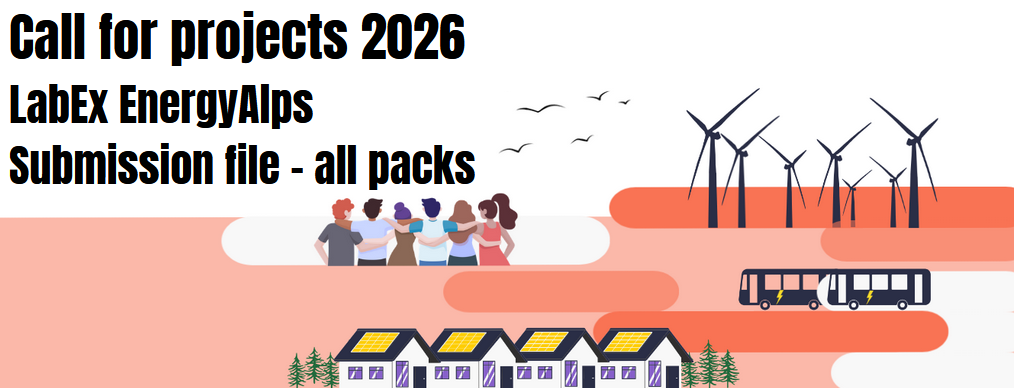 Call for projects 2026
LabEx EnergyAlps
Submission file - all packs